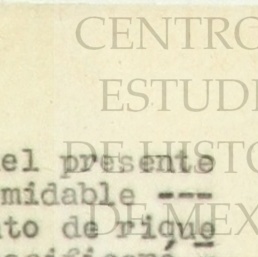 CENTRO
ESTUDI
DE HISTO
DE MEX
el presente
midable ---
to de rique